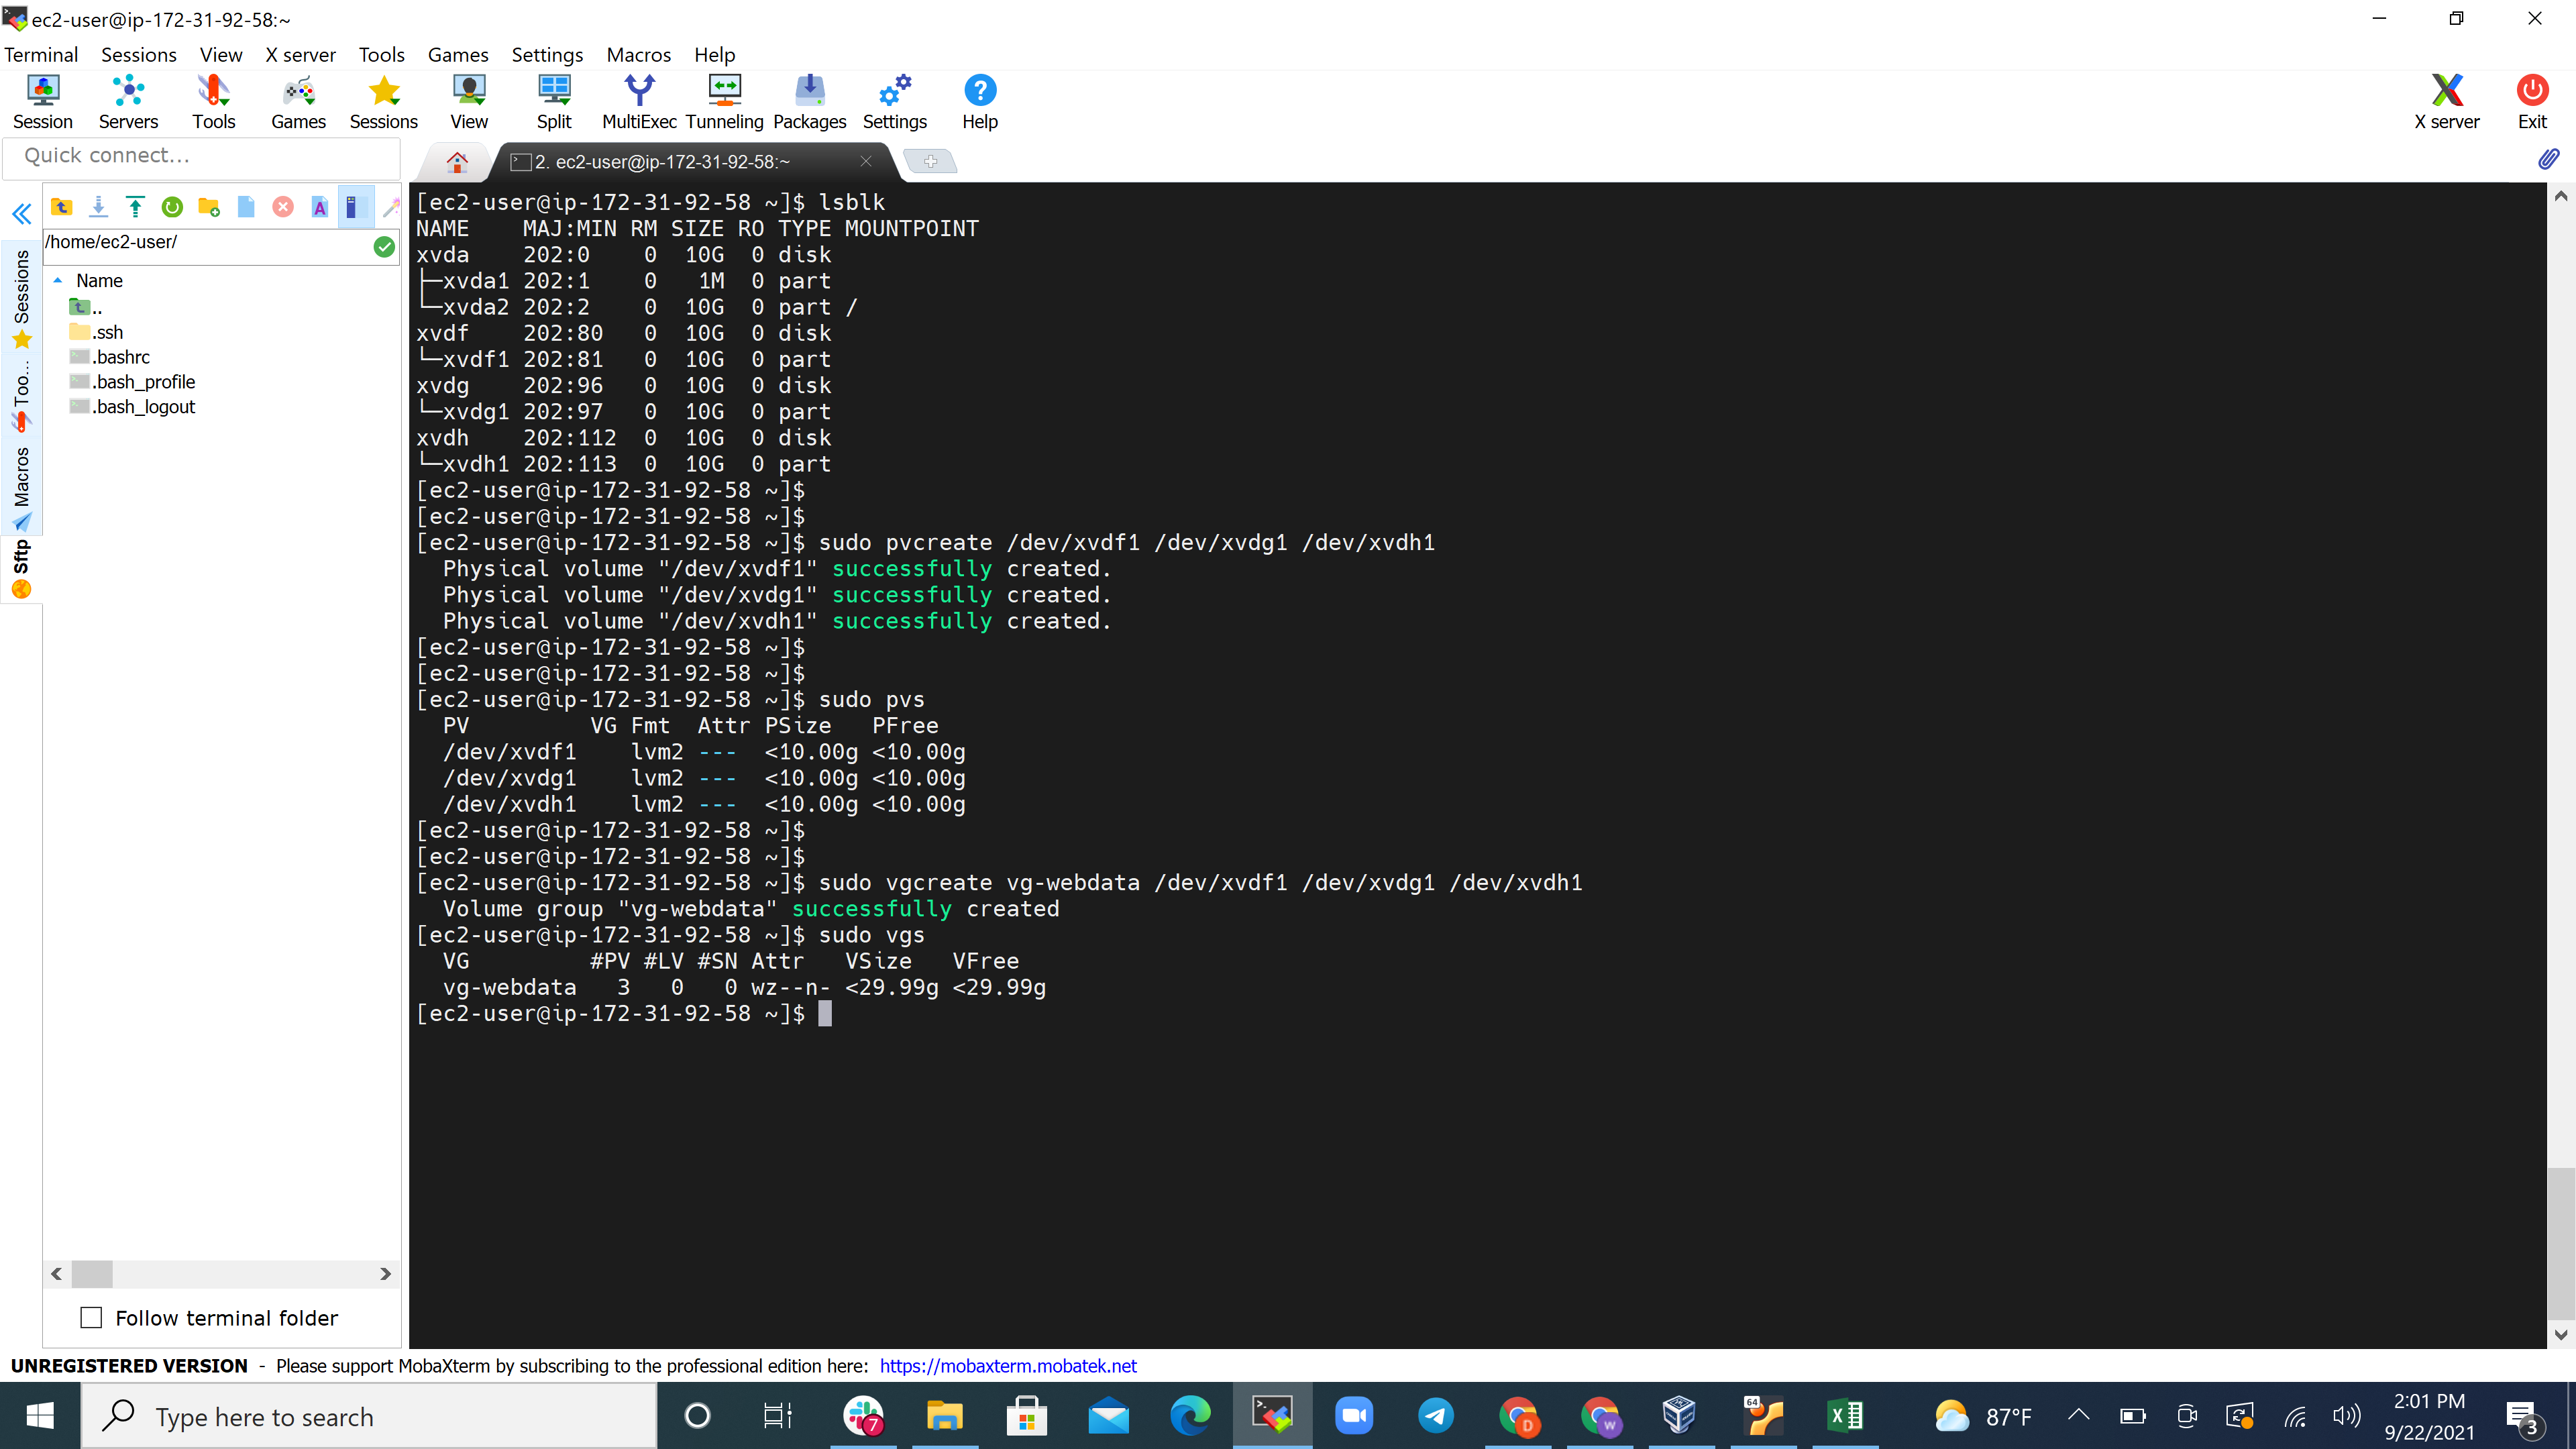 ec2-user@ip-172-31-92-58:~
Terminal Sessions View X server Tools Games Settings Macros Help
Session Servers Tools Games Sessions View Split MultiExec Tunneling Packages Settings Help X server Exit
Quick connect...
2. ec2-user@ip-172-31-92-58:~
/home/ec2-user/
Name
..
.ssh
.bashrc
.bash_profile
.bash_logout
Sessions
Too...
Macros
Sftp
[ec2-user@ip-172-31-92-58 ~]$ lsblk
NAME    MAJ:MIN RM SIZE RO TYPE MOUNTPOINT
xvda    202:0    0  10G  0 disk
├─xvda1 202:1    0   1M  0 part
└─xvda2 202:2    0  10G  0 part /
xvdf    202:80   0  10G  0 disk
└─xvdf1 202:81   0  10G  0 part
xvdg    202:96   0  10G  0 disk
└─xvdg1 202:97   0  10G  0 part
xvdh    202:112  0  10G  0 disk
└─xvdh1 202:113  0  10G  0 part
[ec2-user@ip-172-31-92-58 ~]$
[ec2-user@ip-172-31-92-58 ~]$
[ec2-user@ip-172-31-92-58 ~]$ sudo pvcreate /dev/xvdf1 /dev/xvdg1 /dev/xvdh1
  Physical volume "/dev/xvdf1" successfully created.
  Physical volume "/dev/xvdg1" successfully created.
  Physical volume "/dev/xvdh1" successfully created.
[ec2-user@ip-172-31-92-58 ~]$
[ec2-user@ip-172-31-92-58 ~]$
[ec2-user@ip-172-31-92-58 ~]$ sudo pvs
  PV         VG Fmt  Attr PSize   PFree
  /dev/xvdf1    lvm2 ---  <10.00g <10.00g
  /dev/xvdg1    lvm2 ---  <10.00g <10.00g
  /dev/xvdh1    lvm2 ---  <10.00g <10.00g
[ec2-user@ip-172-31-92-58 ~]$
[ec2-user@ip-172-31-92-58 ~]$
[ec2-user@ip-172-31-92-58 ~]$ sudo vgcreate vg-webdata /dev/xvdf1 /dev/xvdg1 /dev/xvdh1
  Volume group "vg-webdata" successfully created
[ec2-user@ip-172-31-92-58 ~]$ sudo vgs
  VG         #PV #LV #SN Attr   VSize   VFree
  vg-webdata   3   0   0 wz--n- <29.99g <29.99g
[ec2-user@ip-172-31-92-58 ~]$
Follow terminal folder
UNREGISTERED VERSION - Please support MobaXterm by subscribing to the professional edition here: https://mobaxterm.mobatek.net
Type here to search
7
D
W
64
87°F
2:01 PM
9/22/2021
3